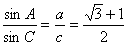 sin A / sin C = a / c = (√3 + 1) / 2